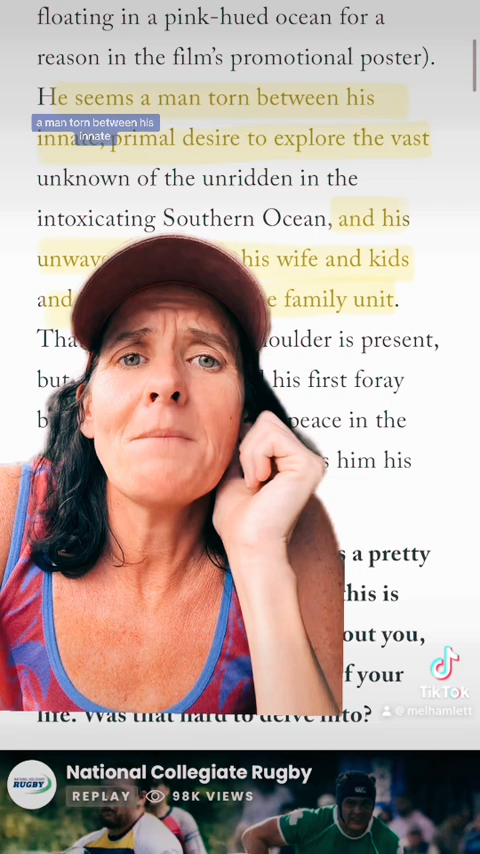 floating in a pink-hued ocean for a
reason in the film's promotional poster).
He seems a man torn between his
a man torn between his
innate
innate, primal desire to explore the vast
unknown of the unridden in the
intoxicating Southern Ocean, and his
his wife and kids
and
e family unit.
oulder is present,
his first foray
peace in the
him his
s a pretty
this is
out you,
f your
life. Was that hard to delve into?
TikTok
@melhamlett
NATIONAL COLLEGIATE
RUGBY
National Collegiate Rugby
REPLAY 98K VIEWS